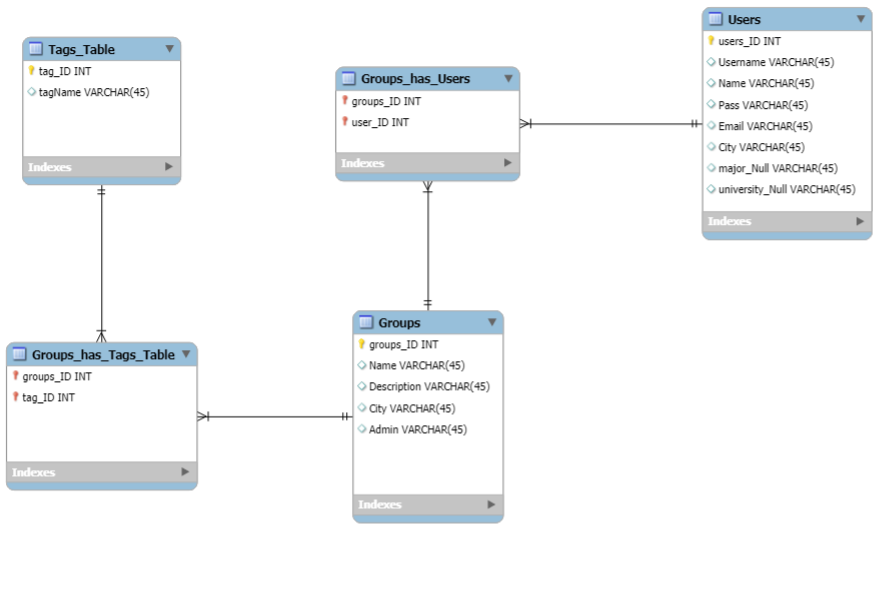 Tags_Table
tag_ID INT
tagName VARCHAR(45)
Indexes
Groups_has_Users
groups_ID INT
user_ID INT
Indexes
Users
users_ID INT
Username VARCHAR(45)
Name VARCHAR(45)
Pass VARCHAR(45)
Email VARCHAR(45)
City VARCHAR(45)
major_Null VARCHAR(45)
university_Null VARCHAR(45)
Indexes
Groups_has_Tags_Table
groups_ID INT
tag_ID INT
Indexes
Groups
groups_ID INT
Name VARCHAR(45)
Description VARCHAR(45)
City VARCHAR(45)
Admin VARCHAR(45)
Indexes